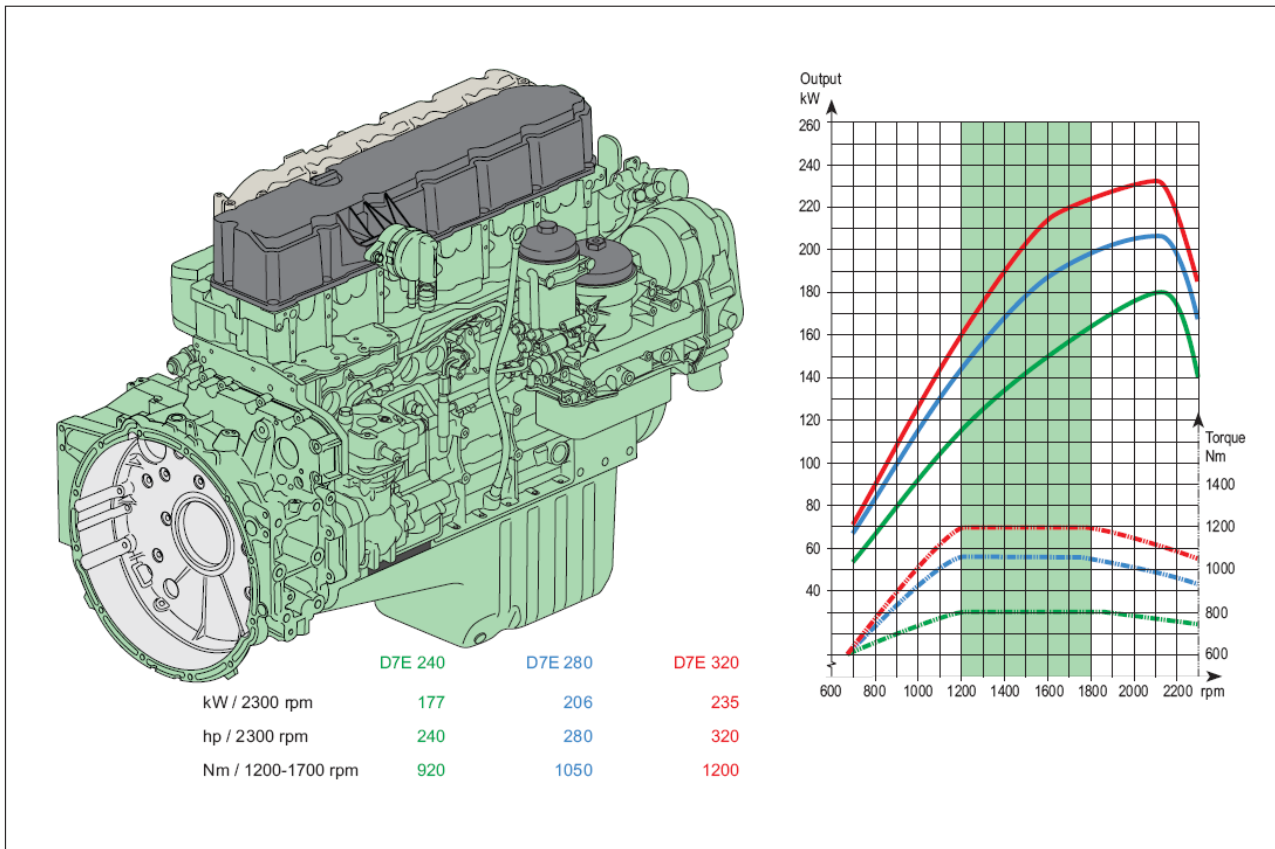 D7E 240 D7E 280 D7E 320
kW / 2300 rpm 177 206 235
hp / 2300 rpm 240 280 320
Nm / 1200-1700 rpm 920 1050 1200
Output
kW
260
240
220
200
180
160
140
120
100
80
60
40
Torque
Nm
1400
1200
1000
800
600
600 800 1000 1200 1400 1600 1800 2000 2200 rpm